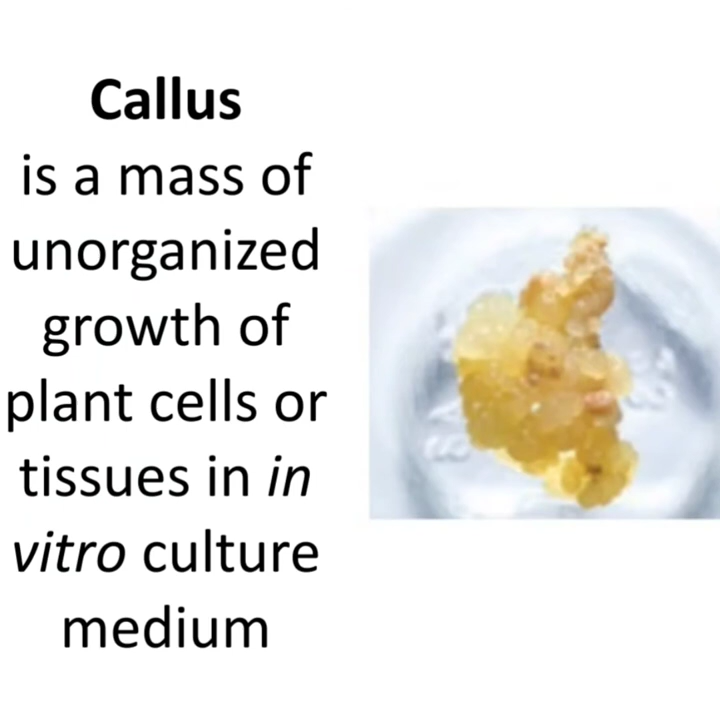 Callus
is a mass of
unorganized
growth of
plant cells or
tissues in in
vitro culture
medium